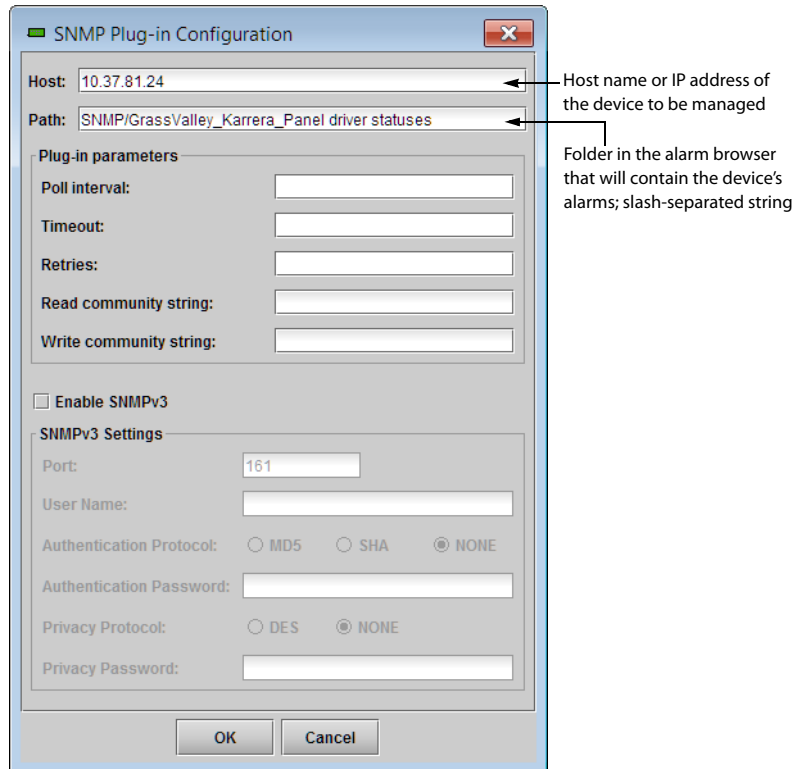 SNMP Plug-in Configuration
Host: 10.37.81.24
Host name or IP address of
the device to be managed
Path: SNMP/GrassValley_Karrera_Panel driver statuses
Folder in the alarm browser
that will contain the device's
alarms; slash-separated string
Plug-in parameters
Poll interval:
Timeout:
Retries:
Read community string:
Write community string:
Enable SNMPv3
SNMPv3 Settings
Port: 161
User Name:
Authentication Protocol: MD5 SHA NONE
Authentication Password:
Privacy Protocol: DES NONE
Privacy Password:
OK Cancel